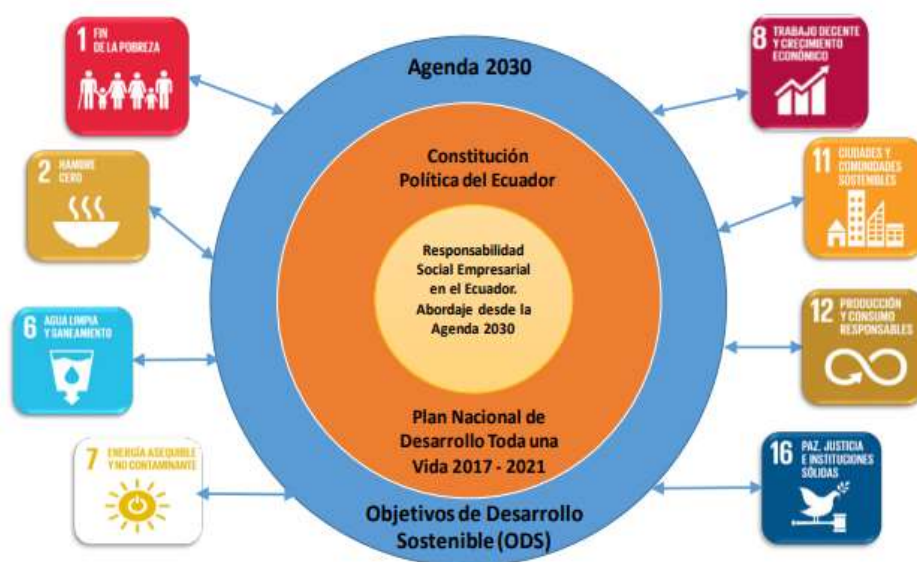 1 FIN
DE LA POBREZA
2 HAMBRE
CERO
6 AGUA LIMPIA
Y SANEAMIENTO
7 ENERGÍA ASEQUIBLE
Y NO CONTAMINANTE
Agenda 2030
Constitución
Política del Ecuador
Responsabilidad
Social Empresarial
en el Ecuador.
Abordaje desde la
Agenda 2030
Plan Nacional de
Desarrollo Toda una
Vida 2017 - 2021
Objetivos de Desarrollo
Sostenible (ODS)
8 TRABAJO DECENTE
Y CRECIMIENTO
ECONÓMICO
11 CIUDADES Y
COMUNIDADES
SOSTENIBLES
12 PRODUCCIÓN
Y CONSUMO
RESPONSABLES
16 PAZ, JUSTICIA
E INSTITUCIONES
SÓLIDAS